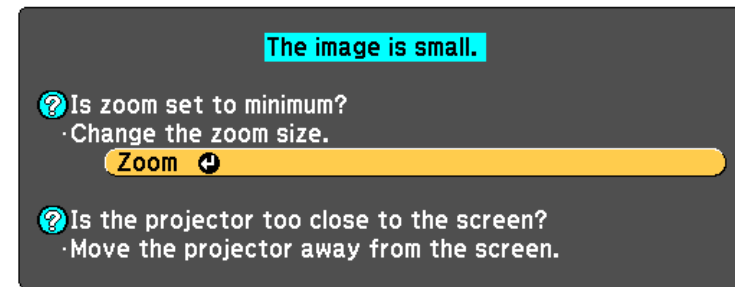 The image is small.
Is zoom set to minimum?
·Change the zoom size.
Zoom
Is the projector too close to the screen?
·Move the projector away from the screen.